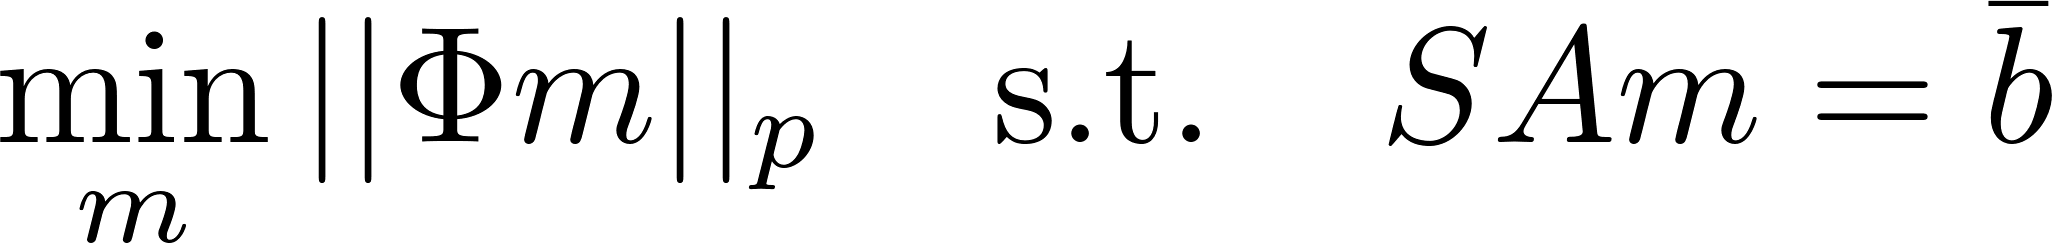 min_m ||Φm||_p s.t. SAm = b̄